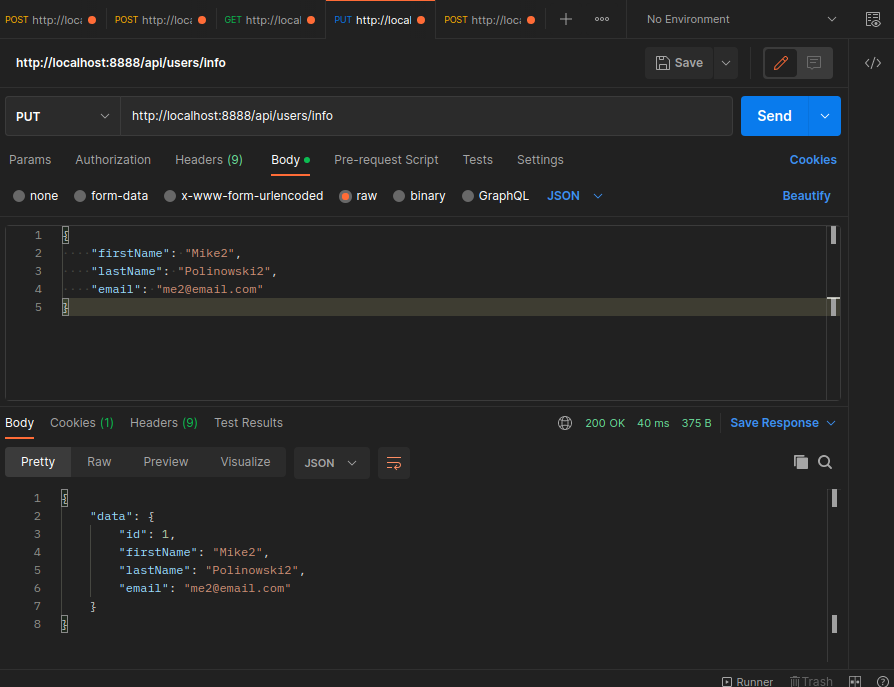 POST http://loca POST http://loca GET http://local PUT http://local POST http://loca No Environment
http://localhost:8888/api/users/info Save
PUT http://localhost:8888/api/users/info Send
Params Authorization Headers (9) Body Pre-request Script Tests Settings Cookies
none form-data x-www-form-urlencoded raw binary GraphQL JSON Beautify
1 {
2 "firstName": "Mike2",
3 "lastName": "Polinowski2",
4 "email": "me2@email.com"
5 }
Body Cookies (1) Headers (9) Test Results 200 OK 40 ms 375 B Save Response
Pretty Raw Preview Visualize JSON
1 {
2 "data": {
3 "id": 1,
4 "firstName": "Mike2",
5 "lastName": "Polinowski2",
6 "email": "me2@email.com"
7 }
8 }
Runner Trash